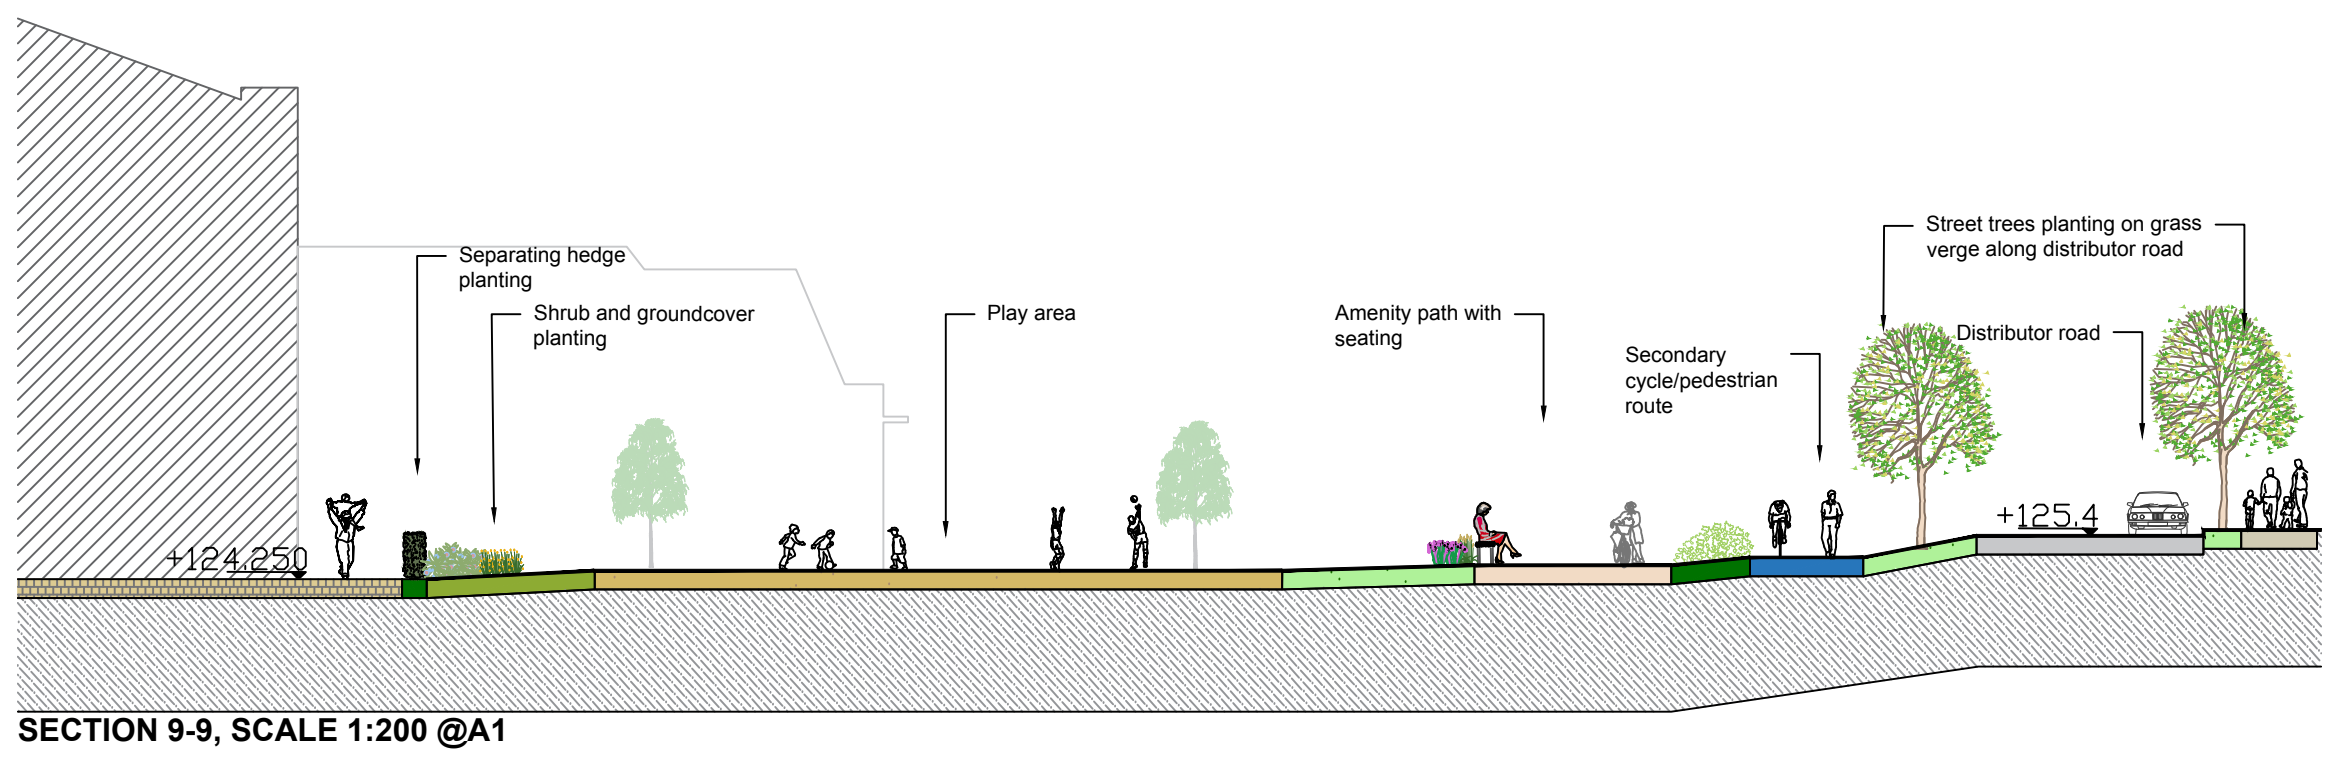 Street trees planting on grass
verge along distributor road
Separating hedge
planting
Shrub and groundcover
planting
Play area
Amenity path with
seating
Secondary
cycle/pedestrian
route
Distributor road
+124.250
+125.4
SECTION 9-9, SCALE 1:200 @A1